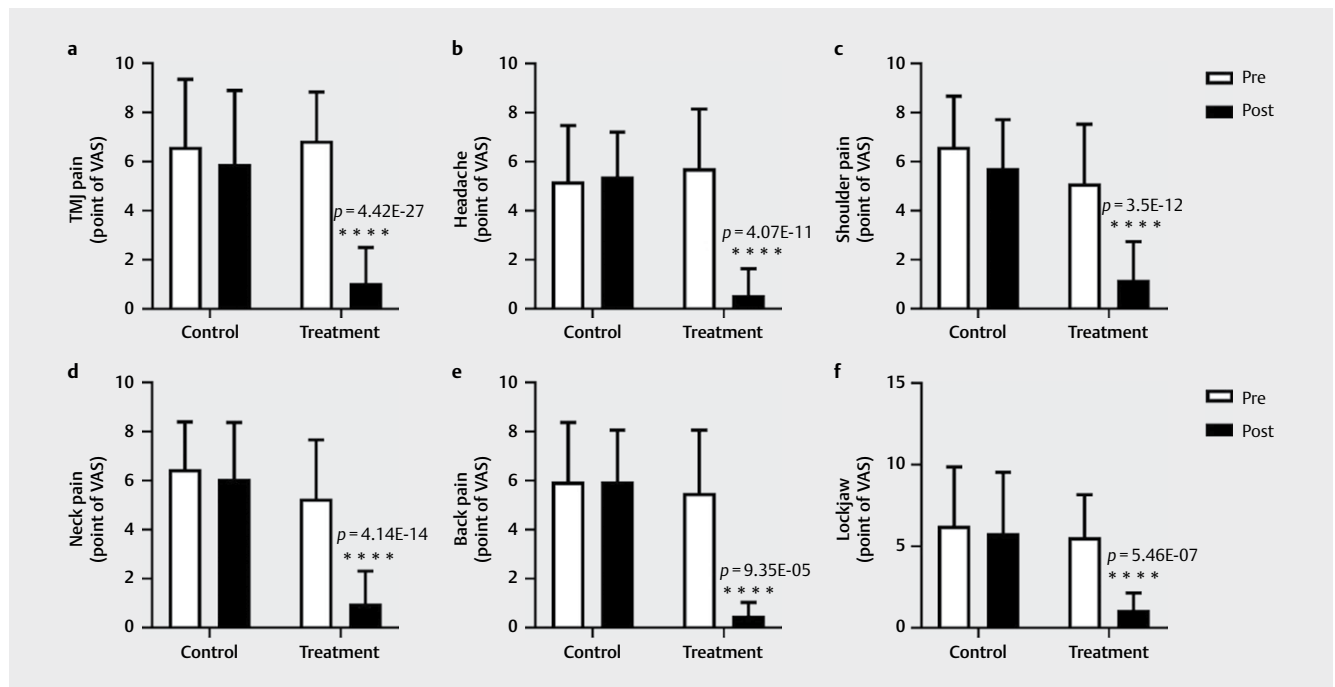 a
TMJ pain
(point of VAS)
10
8
6
4
2
0
p = 4.42E-27
****
Control
Treatment
b
Headache
(point of VAS)
10
8
6
4
2
0
p = 4.07E-11
****
Control
Treatment
c
Shoulder pain
(point of VAS)
10
8
6
4
2
0
p = 3.5E-12
****
Control
Treatment
Pre
Post
d
Neck pain
(point of VAS)
10
8
6
4
2
0
p = 4.14E-14
****
Control
Treatment
e
Back pain
(point of VAS)
10
8
6
4
2
0
p = 9.35E-05
****
Control
Treatment
f
Lockjaw
(point of VAS)
15
10
5
0
p = 5.46E-07
****
Control
Treatment
Pre
Post